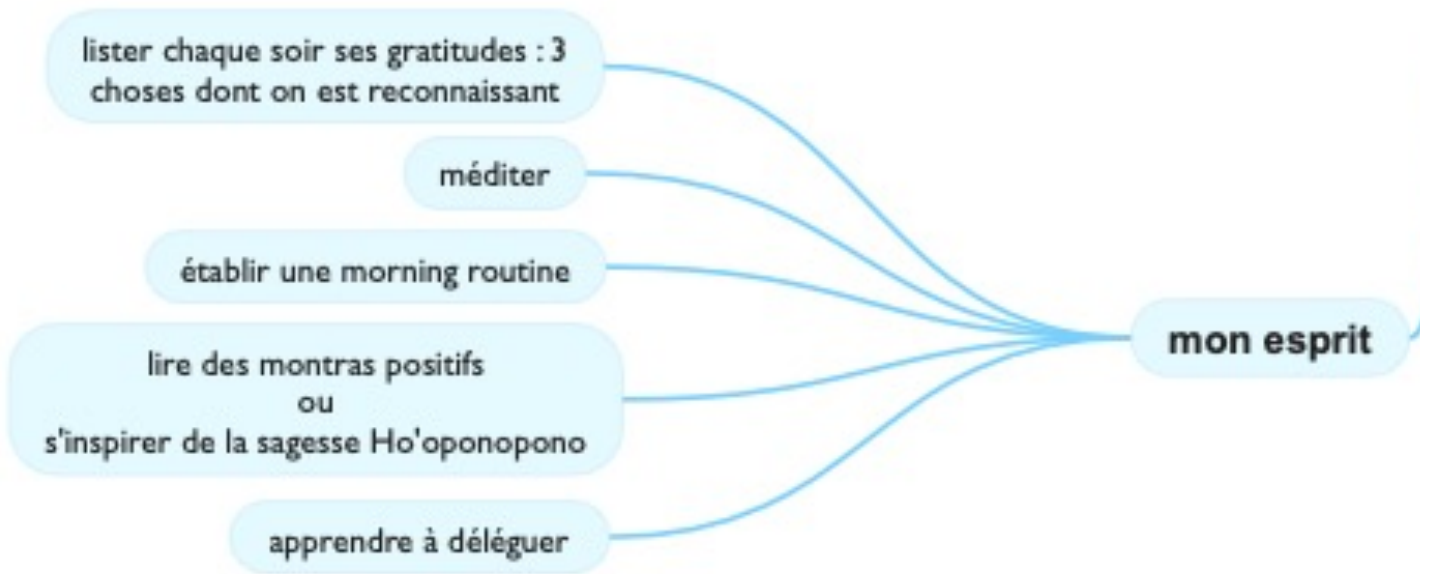 lister chaque soir ses gratitudes : 3
choses dont on est reconnaissant
méditer
établir une morning routine
lire des montras positifs
ou
s'inspirer de la sagesse Ho'oponopono
apprendre à déléguer
mon esprit